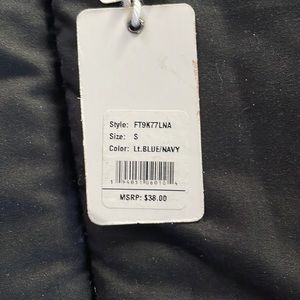 Style: FT9K77LNA
Size: S
Color: Lt.BLUE/NAVY
MSRP: $38.00